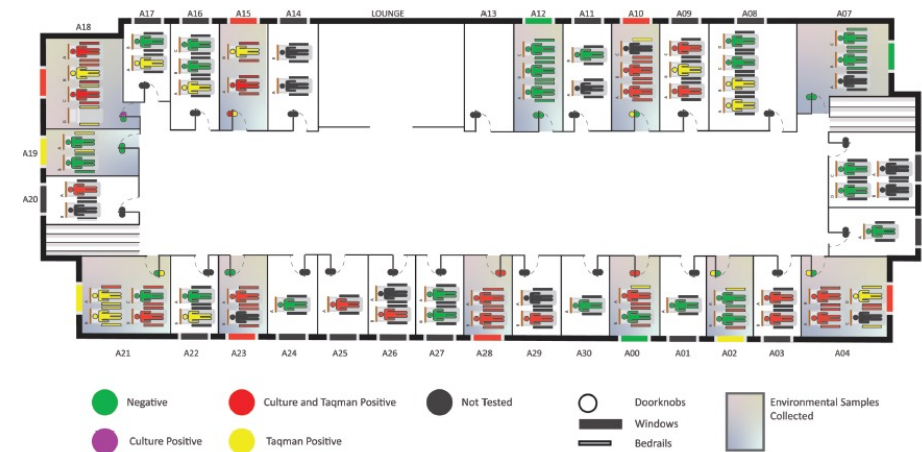 A17 A16 A15 A14 LOUNGE A13 A12 A11 A10 A09 A08 A07
A18
A19
A20
A21 A22 A23 A24 A25 A26 A27 A28 A29 A30 A00 A01 A02 A03 A04
Negative
Culture and Taqman Positive
Not Tested
Doorknobs
Windows
Bedrails
Environmental Samples
Collected
Culture Positive
Taqman Positive